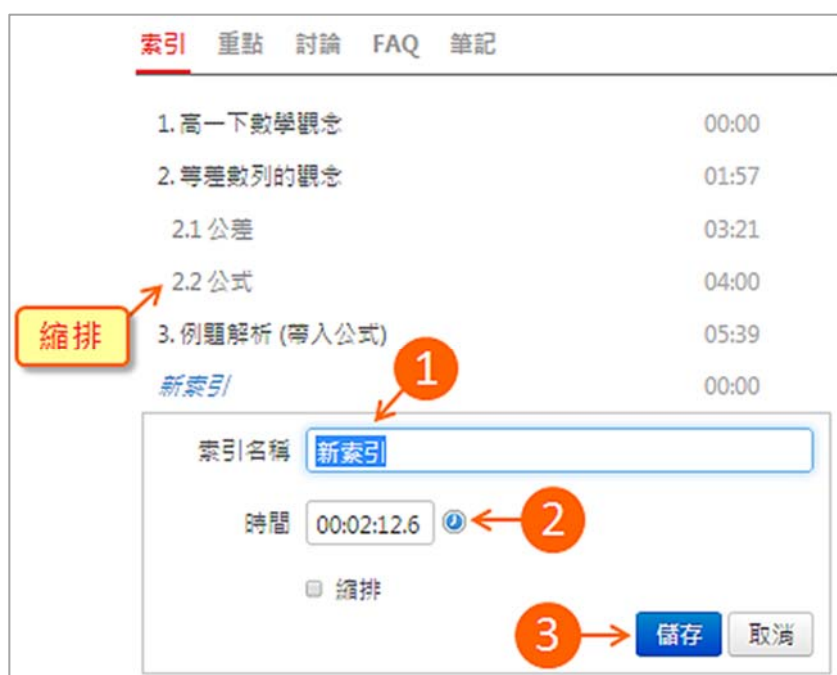 索引 重點 討論 FAQ 筆記
1. 高一下數學觀念 00:00
2. 等差數列的觀念 01:57
2.1 公差 03:21
2.2 公式 04:00
縮排
3. 例題解析 (帶入公式) 05:39
1
新索引 00:00
索引名稱 新索引
時間 00:02:12.6 2
縮排
3 儲存 取消